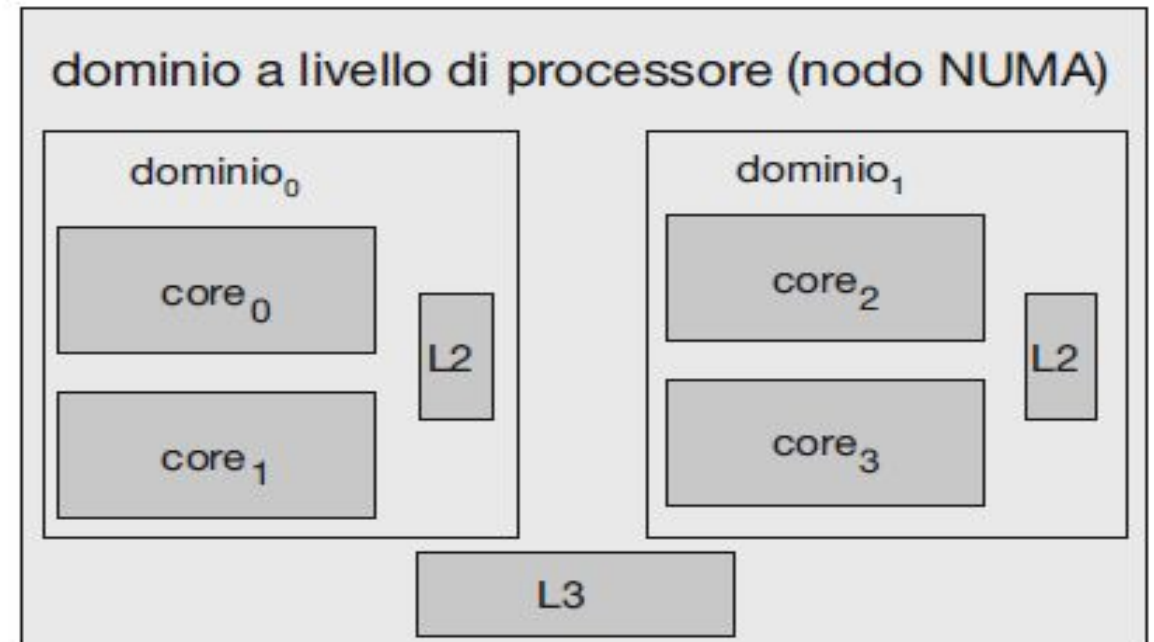 dominio a livello di processore (nodo NUMA)
dominio₀
core₀
core₁
L2
dominio₁
core₂
core₃
L2
L3